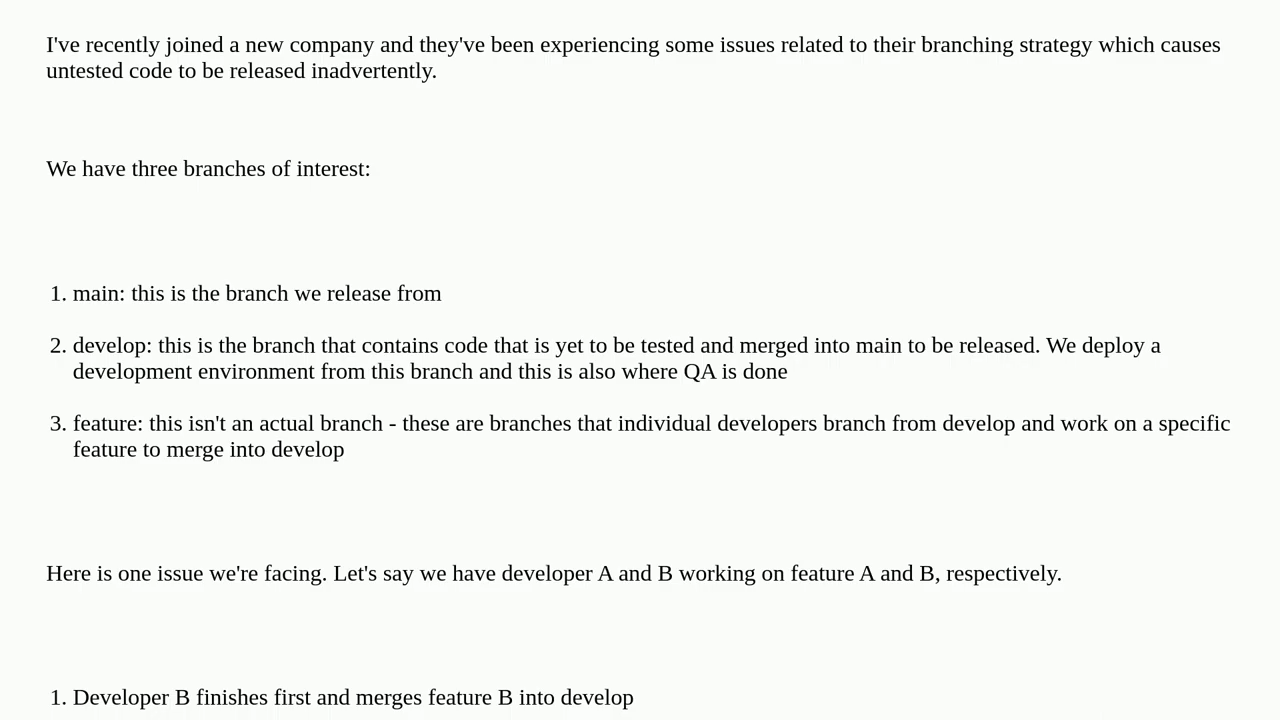 I've recently joined a new company and they've been experiencing some issues related to their branching strategy which causes
untested code to be released inadvertently.
We have three branches of interest:
1. main: this is the branch we release from
2. develop: this is the branch that contains code that is yet to be tested and merged into main to be released. We deploy a
development environment from this branch and this is also where QA is done
3. feature: this isn't an actual branch - these are branches that individual developers branch from develop and work on a specific
feature to merge into develop
Here is one issue we're facing. Let's say we have developer A and B working on feature A and B, respectively.
1. Developer B finishes first and merges feature B into develop